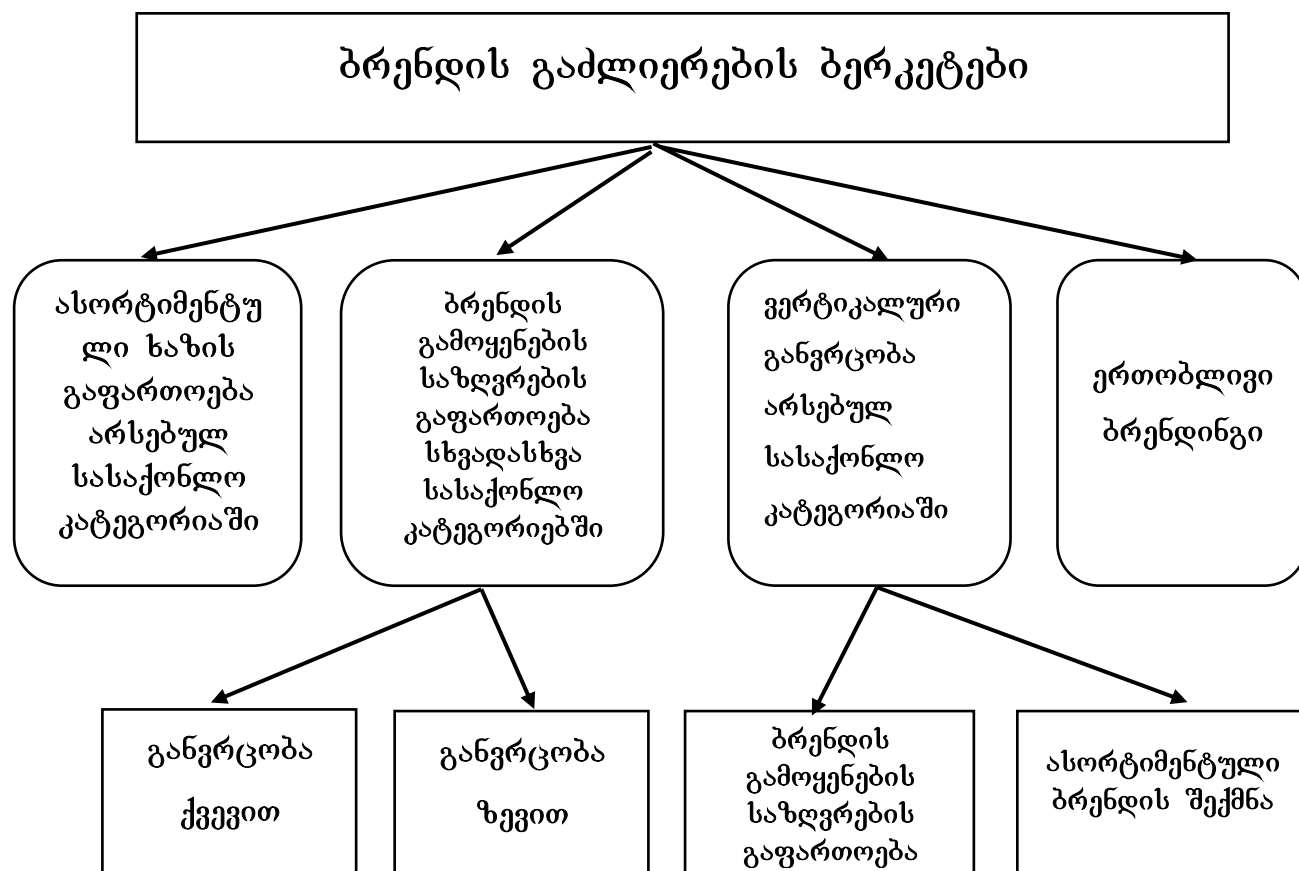 ბრენდის გაძლიერების ბერკეტები
ასორტიმენტუ
ლი ხაზის
გაფართოება
არსებულ
სასაქონლო
კატეგორიაში
ბრენდის
გამოყენების
საზღვრების
გაფართოება
სხვადასხვა
სასაქონლო
კატეგორიებში
ვერტიკალური
განვრცობა
არსებულ
სასაქონლო
კატეგორიაში
ერთობლივი
ბრენდინგი
განვრცობა
ქვევით
განვრცობა
ზევით
ბრენდის
გამოყენების
საზღვრების
გაფართოება
ასორტიმენტული
ბრენდის შექმნა